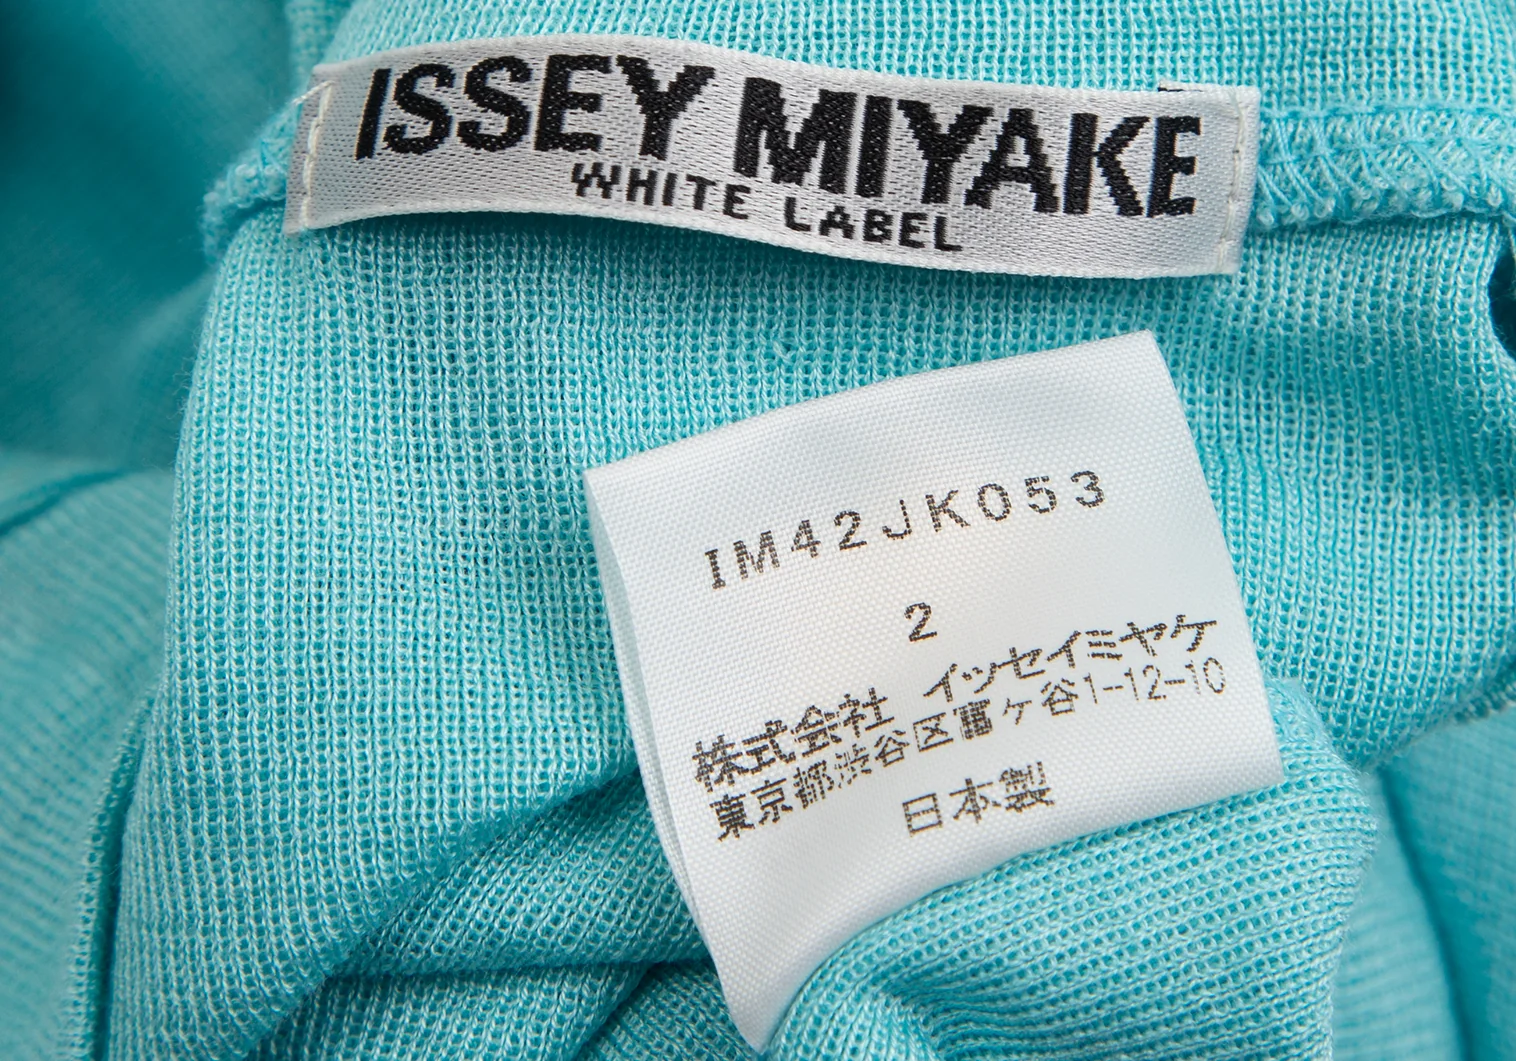 ISSEY MIYAKE
WHITE LABEL
IM42JK053
2
株式会社 イッセイミヤケ
東京都渋谷区富ケ谷1-12-10
日本製